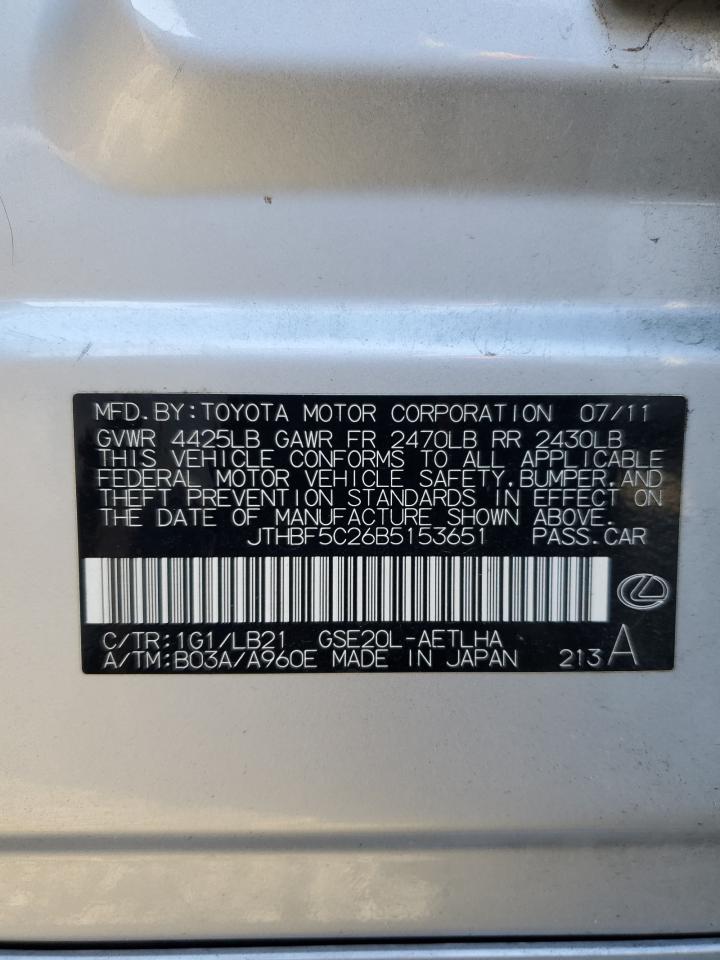 MFD. BY: TOYOTA MOTOR CORPORATION 07/11
GVWR 4425LB GAWR FR 2470LB RR 2430LB
THIS VEHICLE CONFORMS TO ALL APPLICABLE
FEDERAL MOTOR VEHICLE SAFETY, BUMPER, AND
THEFT PREVENTION STANDARDS IN EFFECT ON
THE DATE OF MANUFACTURE SHOWN ABOVE.
JTHBF5C26B5153651 PASS. CAR
C/TR: 1G1/LB21 GSE20L-AETLHA
A/TM: B03A/A960E MADE IN JAPAN 213 A